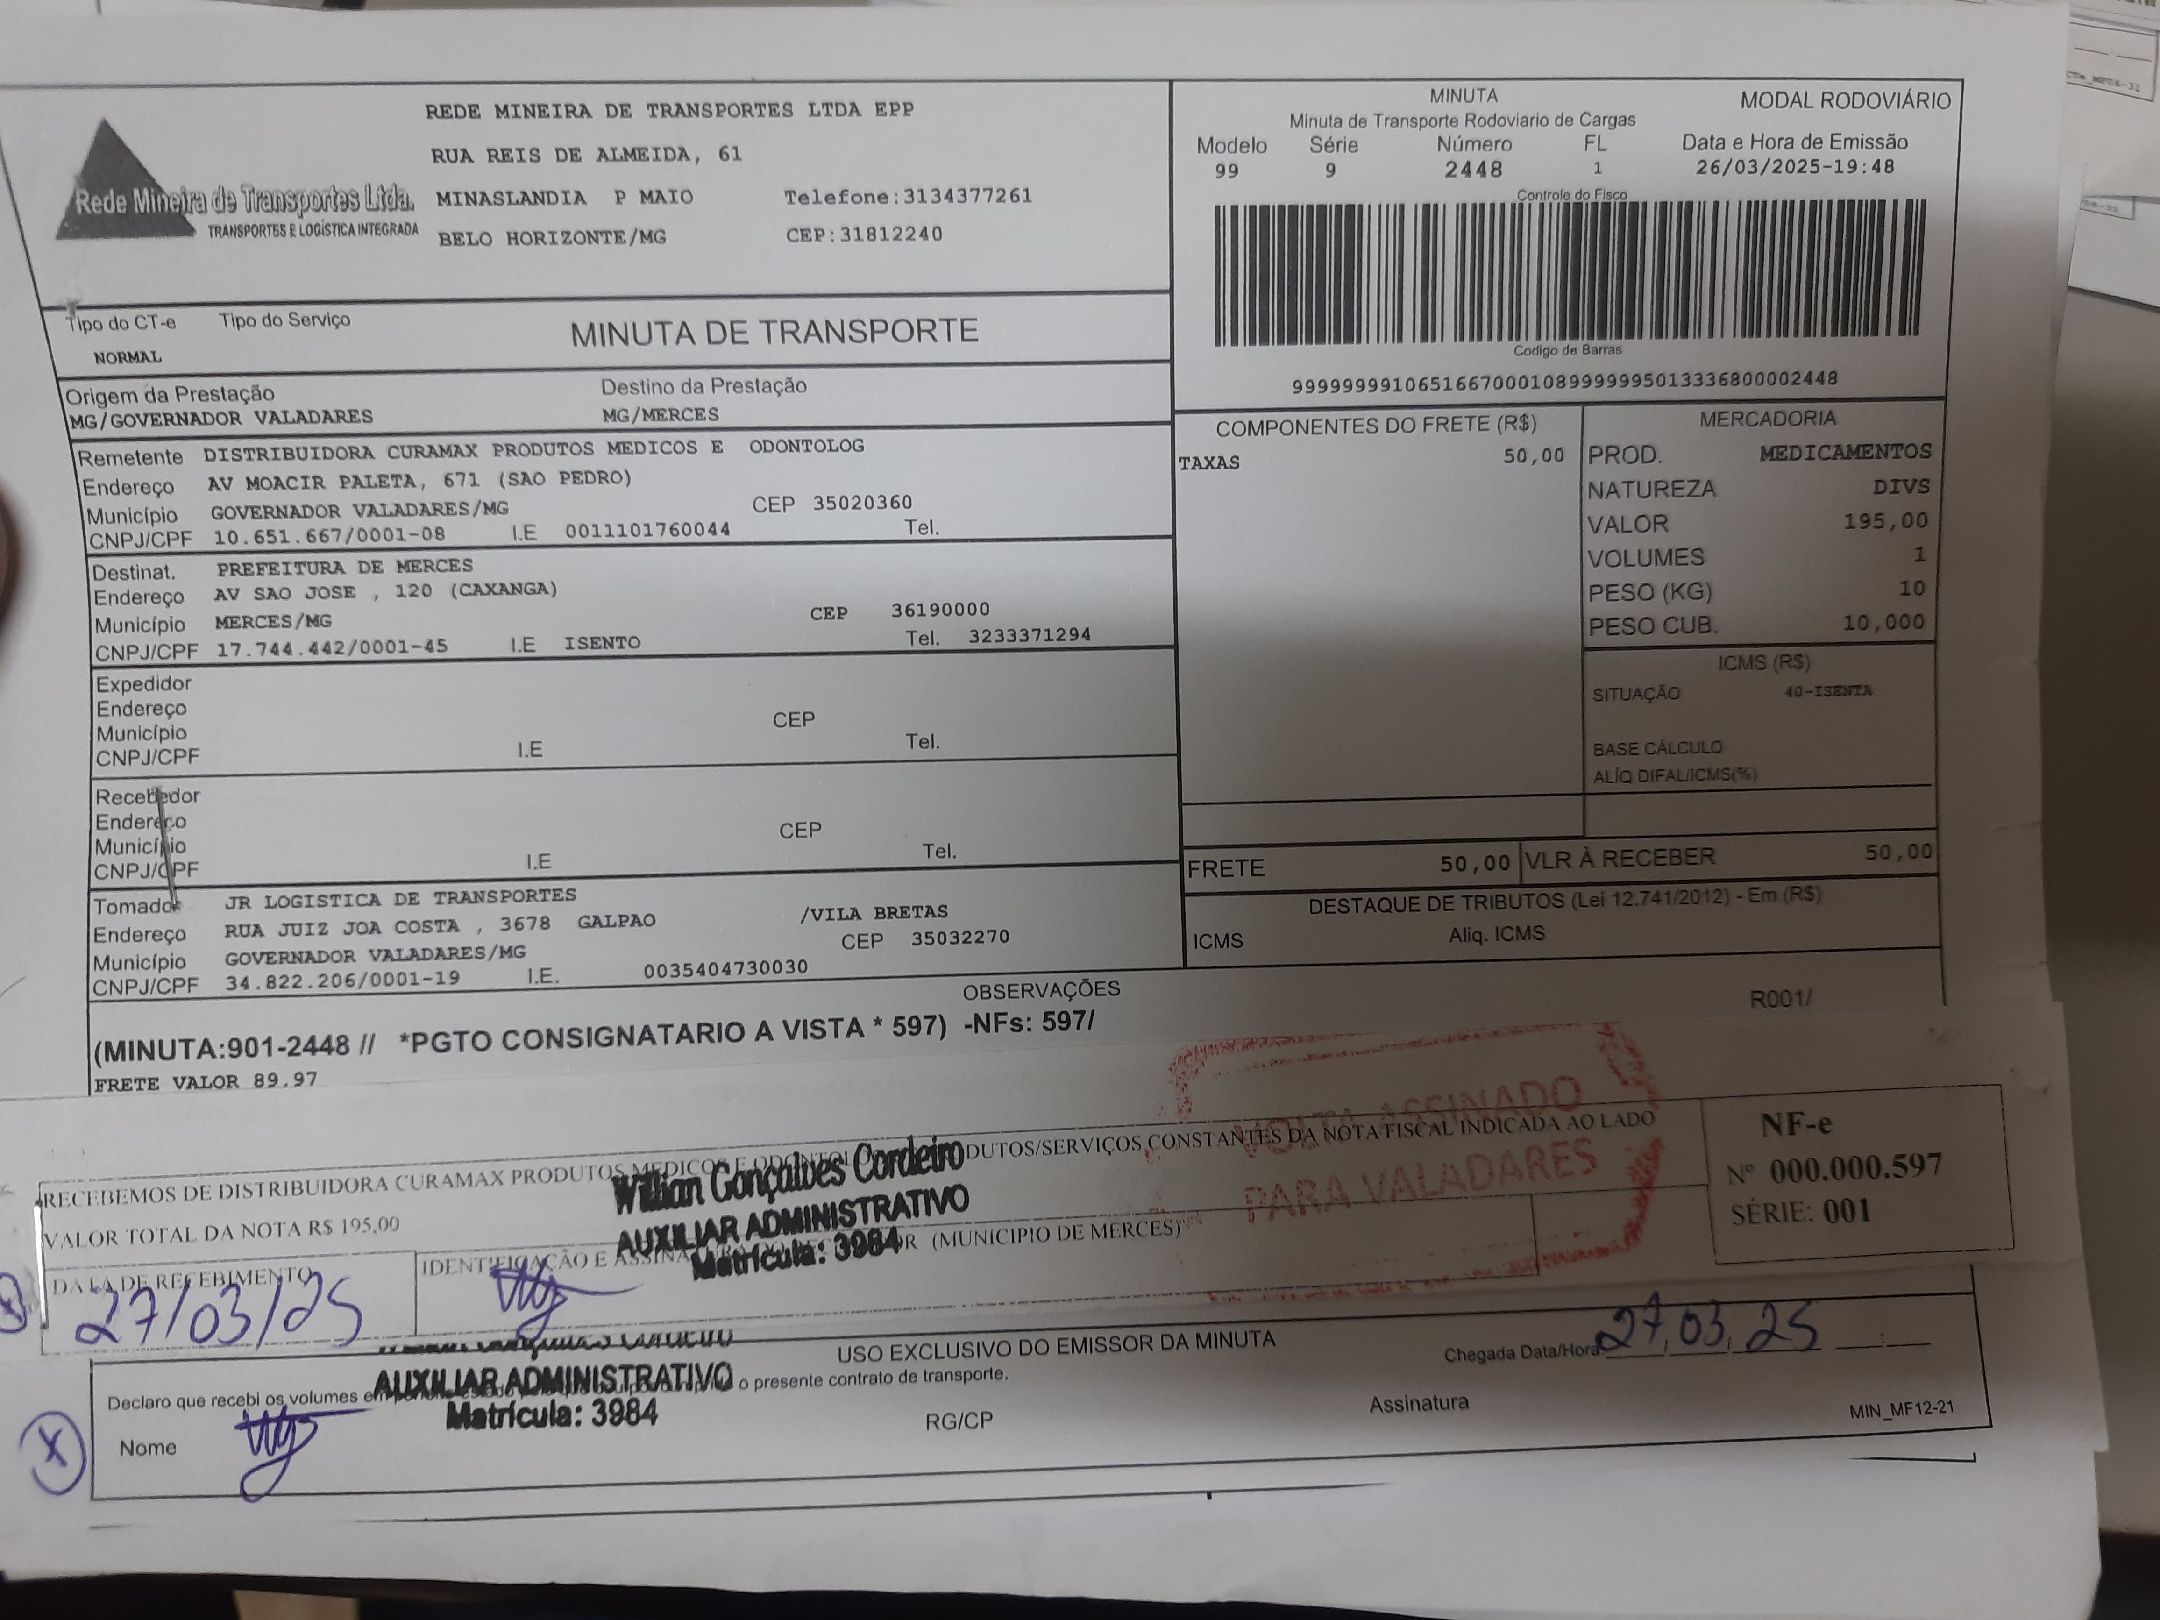 REDE MINEIRA DE TRANSPORTES LTDA EPP
RUA REIS DE ALMEIDA, 61
MINASLANDIA P MAIO Telefone:3134377261
BELO HORIZONTE/MG CEP:31812240
Rede Mineira de Transportes Ltda.
TRANSPORTES E LOGÍSTICA INTEGRADA
MINUTA MODAL RODOVIÁRIO
Minuta de Transporte Rodoviario de Cargas
Modelo Série Número FL Data e Hora de Emissão
99 9 2448 1 26/03/2025-19:48
Controle do Fisco
Codigo de Barras
999999991065166700010899999995013336800002448
Tipo do CT-e Tipo do Serviço
NORMAL
MINUTA DE TRANSPORTE
Origem da Prestação Destino da Prestação
MG/GOVERNADOR VALADARES MG/MERCES
Remetente DISTRIBUIDORA CURAMAX PRODUTOS MEDICOS E ODONTOLOG
Endereço AV MOACIR PALETA, 671 (SAO PEDRO)
Município GOVERNADOR VALADARES/MG CEP 35020360
CNPJ/CPF 10.651.667/0001-08 I.E 0011101760044 Tel.
Destinat. PREFEITURA DE MERCES
Endereço AV SAO JOSE , 120 (CAXANGA)
Município MERCES/MG CEP 36190000
CNPJ/CPF 17.744.442/0001-45 I.E ISENTO Tel. 3233371294
Expedidor
Endereço
Município CEP
CNPJ/CPF I.E Tel.
Recebedor
Endereço
Município CEP
CNPJ/CPF I.E Tel.
Tomador JR LOGISTICA DE TRANSPORTES
Endereço RUA JUIZ JOA COSTA , 3678 GALPAO /VILA BRETAS
Município GOVERNADOR VALADARES/MG CEP 35032270
CNPJ/CPF 34.822.206/0001-19 I.E. 0035404730030
COMPONENTES DO FRETE (R$)
TAXAS 50,00
MERCADORIA
PROD. MEDICAMENTOS
NATUREZA DIVS
VALOR 195,00
VOLUMES 1
PESO (KG) 10
PESO CUB. 10,000
ICMS (R$)
SITUAÇÃO 40-ISENTA
BASE CÁLCULO
ALÍQ DIFAL/ICMS(%)
FRETE 50,00 VLR À RECEBER 50,00
DESTAQUE DE TRIBUTOS (Lei 12.741/2012) - Em (R$)
ICMS Aliq. ICMS
OBSERVAÇÕES R001/
(MINUTA:901-2448 // *PGTO CONSIGNATARIO A VISTA * 597) -NFs: 597/
FRETE VALOR 89.97
VOLTA ASSINADO
PARA VALADARES
RECEBEMOS DE DISTRIBUIDORA CURAMAX PRODUTOS MEDICOS E DUTOS/SERVIÇOS CONSTANTES DA NOTA FISCAL INDICADA AO LADO
VALOR TOTAL DA NOTA R$ 195,00
Willian Gonçalves Cordeiro
AUXILIAR ADMINISTRATIVO
Matrícula: 3984
NF-e
Nº 000.000.597
SÉRIE: 001
DATA DE RECEBIMENTO
27/03/25
IDENTIFICAÇÃO E (MUNICIPIO DE MERCES)
USO EXCLUSIVO DO EMISSOR DA MINUTA
Chegada Data/Hora 27,03,25
AUXILIAR ADMINISTRATIVO
Matrícula: 3984
Declaro que recebi os volumes o presente contrato de transporte.
X
Nome RG/CP Assinatura
MIN_MF12-21